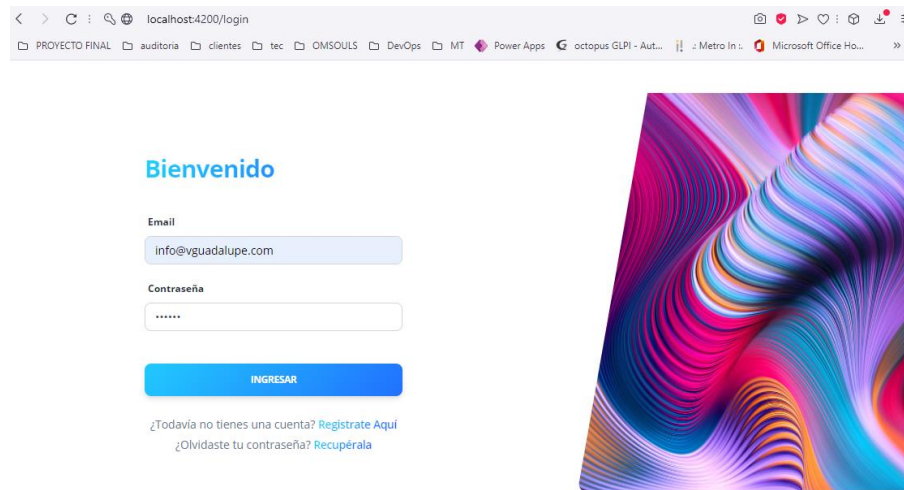 localhost:4200/login
PROYECTO FINAL auditoria clientes tec OMSOULS DevOps MT Power Apps octopus GLPI - Aut... .: Metro In :. Microsoft Office Ho... »
Bienvenido
Email
info@vguadalupe.com
Contraseña
••••••
INGRESAR
¿Todavía no tienes una cuenta? Registrate Aquí
¿Olvidaste tu contraseña? Recupérala